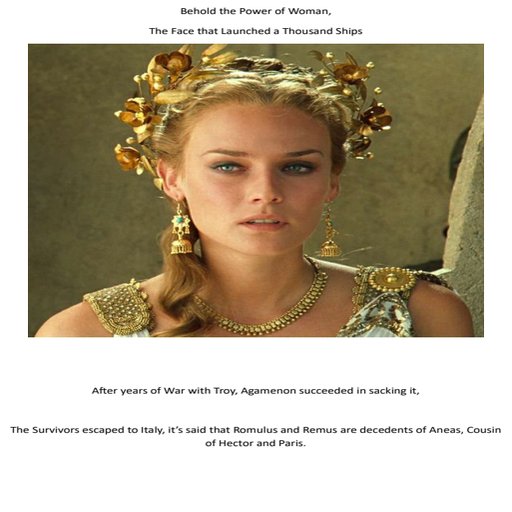 Behold the Power of Woman,
The Face that Launched a Thousand Ships
After years of War with Troy, Agamenon succeeded in sacking it,
The Survivors escaped to Italy, it's said that Romulus and Remus are decedents of Aneas, Cousin
of Hector and Paris.